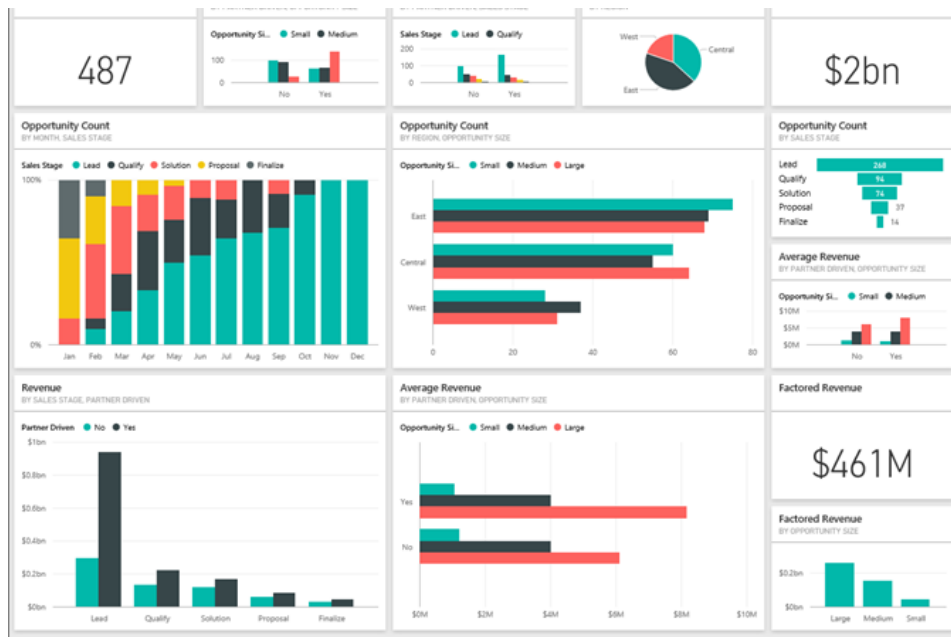 Opportunity Si... Small Medium
100
0
No Yes
487
Sales Stage Lead Qualify
200
100
0
No Yes
West
Central
East
$2bn
Opportunity Count
BY MONTH, SALES STAGE
Sales Stage Lead Qualify Solution Proposal Finalize
100%
0%
Jan Feb Mar Apr May Jun Jul Aug Sep Oct Nov Dec
Opportunity Count
BY REGION, OPPORTUNITY SIZE
Opportunity Si... Small Medium Large
East
Central
West
0 20 40 60 80
Opportunity Count
BY SALES STAGE
Lead 268
Qualify 94
Solution 74
Proposal 37
Finalize 14
Average Revenue
BY PARTNER DRIVEN, OPPORTUNITY SIZE
Opportunity Si... Small Medium
$10M
$5M
$0M
No Yes
Revenue
BY SALES STAGE, PARTNER DRIVEN
Partner Driven No Yes
$1bn
$0.8bn
$0.6bn
$0.4bn
$0.2bn
$0bn
Lead Qualify Solution Proposal Finalize
Average Revenue
BY PARTNER DRIVEN, OPPORTUNITY SIZE
Opportunity Si... Small Medium Large
Yes
No
$0M $2M $4M $6M $8M $10M
Factored Revenue
$461M
Factored Revenue
BY OPPORTUNITY SIZE
$0.2bn
$0bn
Large Medium Small